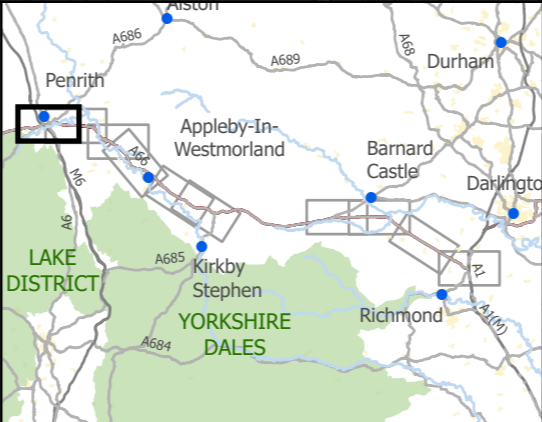 Alston
A686
A689
A68
Durham
Penrith
Appleby-In-
Westmorland
A66
Barnard
Castle
Darlingto
M6
A6
LAKE
DISTRICT
A685
Kirkby
Stephen
A1
YORKSHIRE
DALES
Richmond
A1(M)
A684